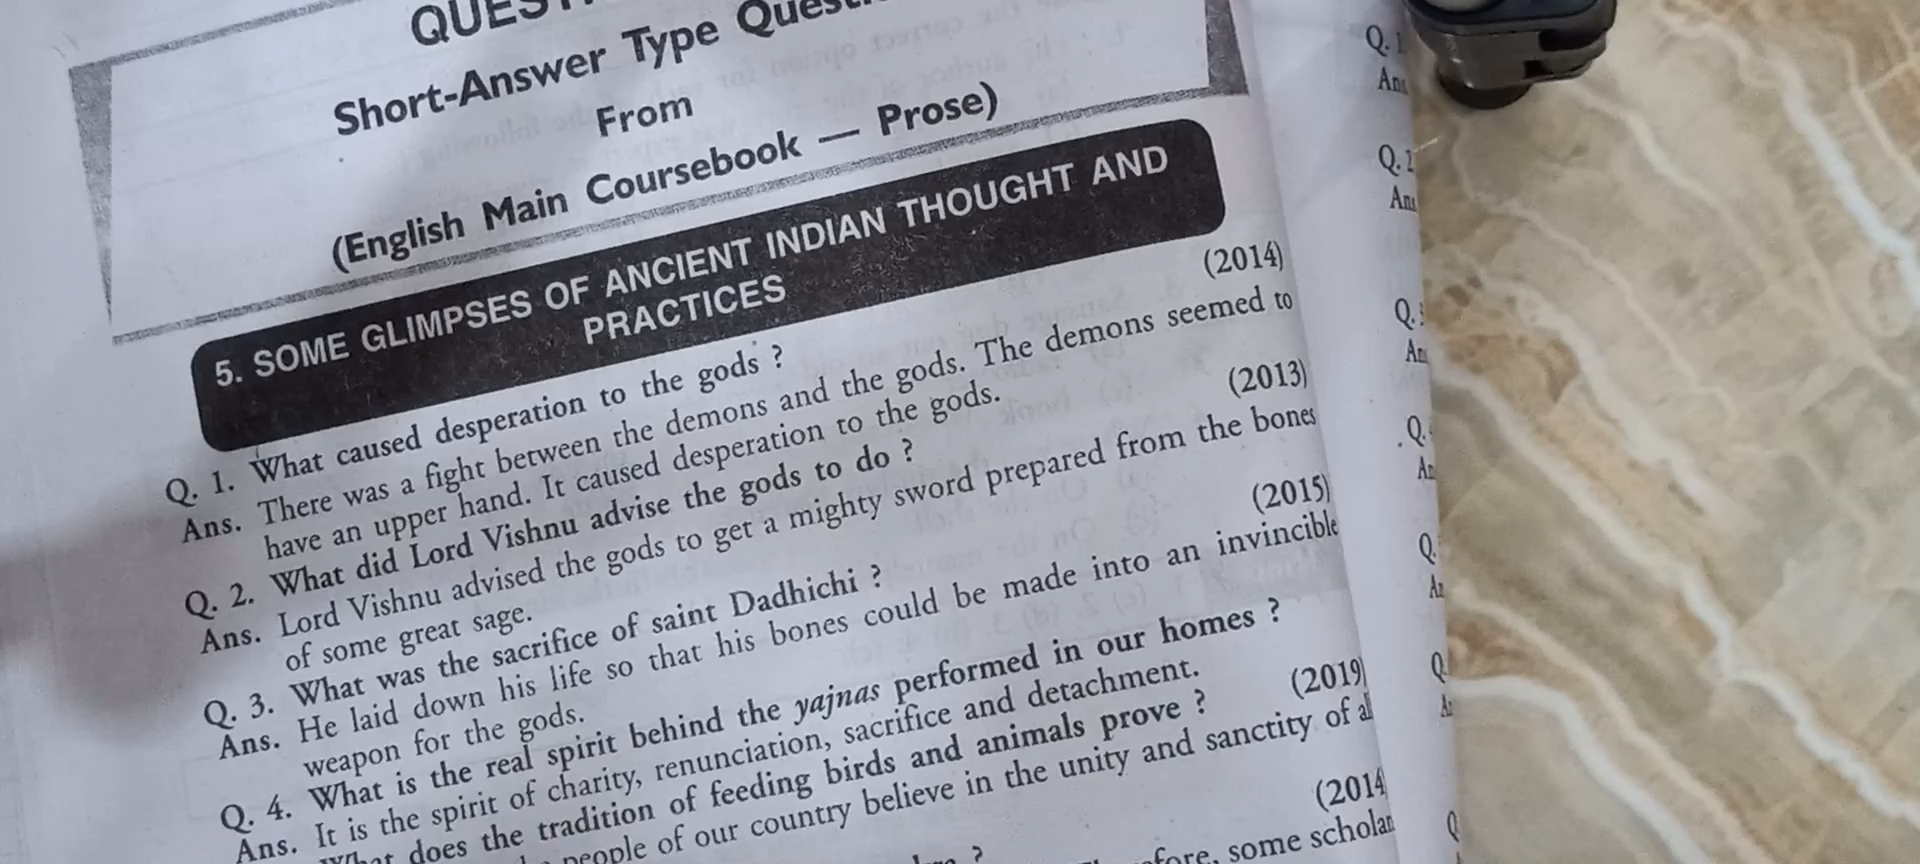 Short-Answer Type
From
(English Main Coursebook — Prose)
5. SOME GLIMPSES OF ANCIENT INDIAN THOUGHT AND
PRACTICES
Q. 1. What caused desperation to the gods ? (2014)
Ans. There was a fight between the demons and the gods. The demons seemed to
have an upper hand. It caused desperation to the gods.
Q. 2. What did Lord Vishnu advise the gods to do ? (2013)
Ans. Lord Vishnu advised the gods to get a mighty sword prepared from the bones
of some great sage.
Q. 3. What was the sacrifice of saint Dadhichi ? (2015)
Ans. He laid down his life so that his bones could be made into an invincible
weapon for the gods.
Q. 4. What is the real spirit behind the yajnas performed in our homes ?
Ans. It is the spirit of charity, renunciation, sacrifice and detachment. (2019)
does the tradition of feeding birds and animals prove ?
people of our country believe in the unity and sanctity of
(2014
some
Q. 1
Ans
Q. 2
Ans